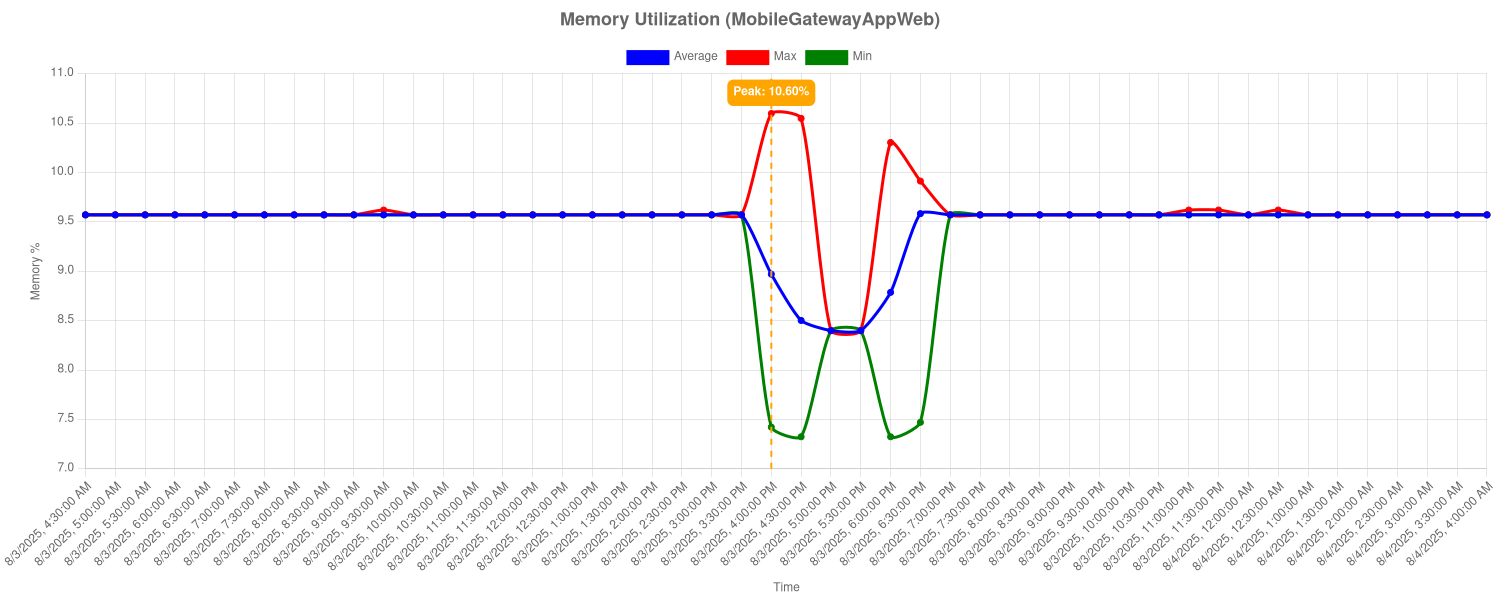 Memory Utilization (MobileGatewayAppWeb)
Average Max Min
11.0
Peak: 10.60%
10.5
10.0
9.5
9.0
8.5
8.0
7.5
7.0
Memory %
8/3/2025, 4:30:00 AM
8/3/2025, 5:00:00 AM
8/3/2025, 5:30:00 AM
8/3/2025, 6:00:00 AM
8/3/2025, 6:30:00 AM
8/3/2025, 7:00:00 AM
8/3/2025, 7:30:00 AM
8/3/2025, 8:00:00 AM
8/3/2025, 8:30:00 AM
8/3/2025, 9:00:00 AM
8/3/2025, 9:30:00 AM
8/3/2025, 10:00:00 AM
8/3/2025, 10:30:00 AM
8/3/2025, 11:00:00 AM
8/3/2025, 11:30:00 AM
8/3/2025, 12:00:00 PM
8/3/2025, 12:30:00 PM
8/3/2025, 1:00:00 PM
8/3/2025, 1:30:00 PM
8/3/2025, 2:00:00 PM
8/3/2025, 2:30:00 PM
8/3/2025, 3:00:00 PM
8/3/2025, 3:30:00 PM
8/3/2025, 4:00:00 PM
8/3/2025, 4:30:00 PM
8/3/2025, 5:00:00 PM
8/3/2025, 5:30:00 PM
8/3/2025, 6:00:00 PM
8/3/2025, 6:30:00 PM
8/3/2025, 7:00:00 PM
8/3/2025, 7:30:00 PM
8/3/2025, 8:00:00 PM
8/3/2025, 8:30:00 PM
8/3/2025, 9:00:00 PM
8/3/2025, 9:30:00 PM
8/3/2025, 10:00:00 PM
8/3/2025, 10:30:00 PM
8/3/2025, 11:00:00 PM
8/3/2025, 11:30:00 PM
8/4/2025, 12:00:00 AM
8/4/2025, 12:30:00 AM
8/4/2025, 1:00:00 AM
8/4/2025, 1:30:00 AM
8/4/2025, 2:00:00 AM
8/4/2025, 2:30:00 AM
8/4/2025, 3:00:00 AM
8/4/2025, 3:30:00 AM
8/4/2025, 4:00:00 AM
Time